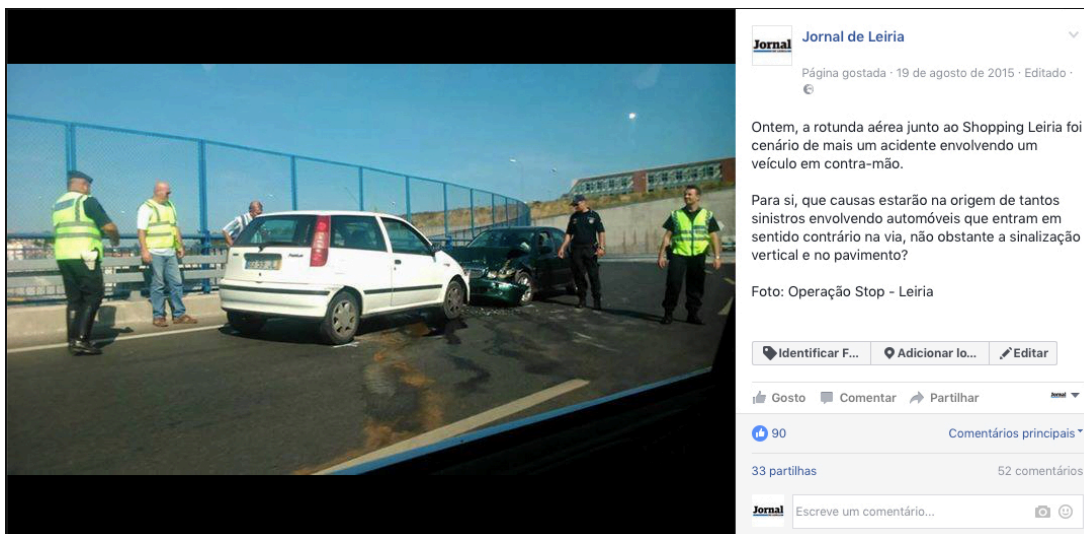 Jornal
Jornal de Leiria
Página gostada · 19 de agosto de 2015 · Editado ·
Ontem, a rotunda aérea junto ao Shopping Leiria foi
cenário de mais um acidente envolvendo um
veículo em contra-mão.
Para si, que causas estarão na origem de tantos
sinistros envolvendo automóveis que entram em
sentido contrário na via, não obstante a sinalização
vertical e no pavimento?
Foto: Operação Stop - Leiria
Identificar F... Adicionar lo... Editar
Gosto Comentar Partilhar
90 Comentários principais
33 partilhas 52 comentários
Jornal Escreve um comentário...